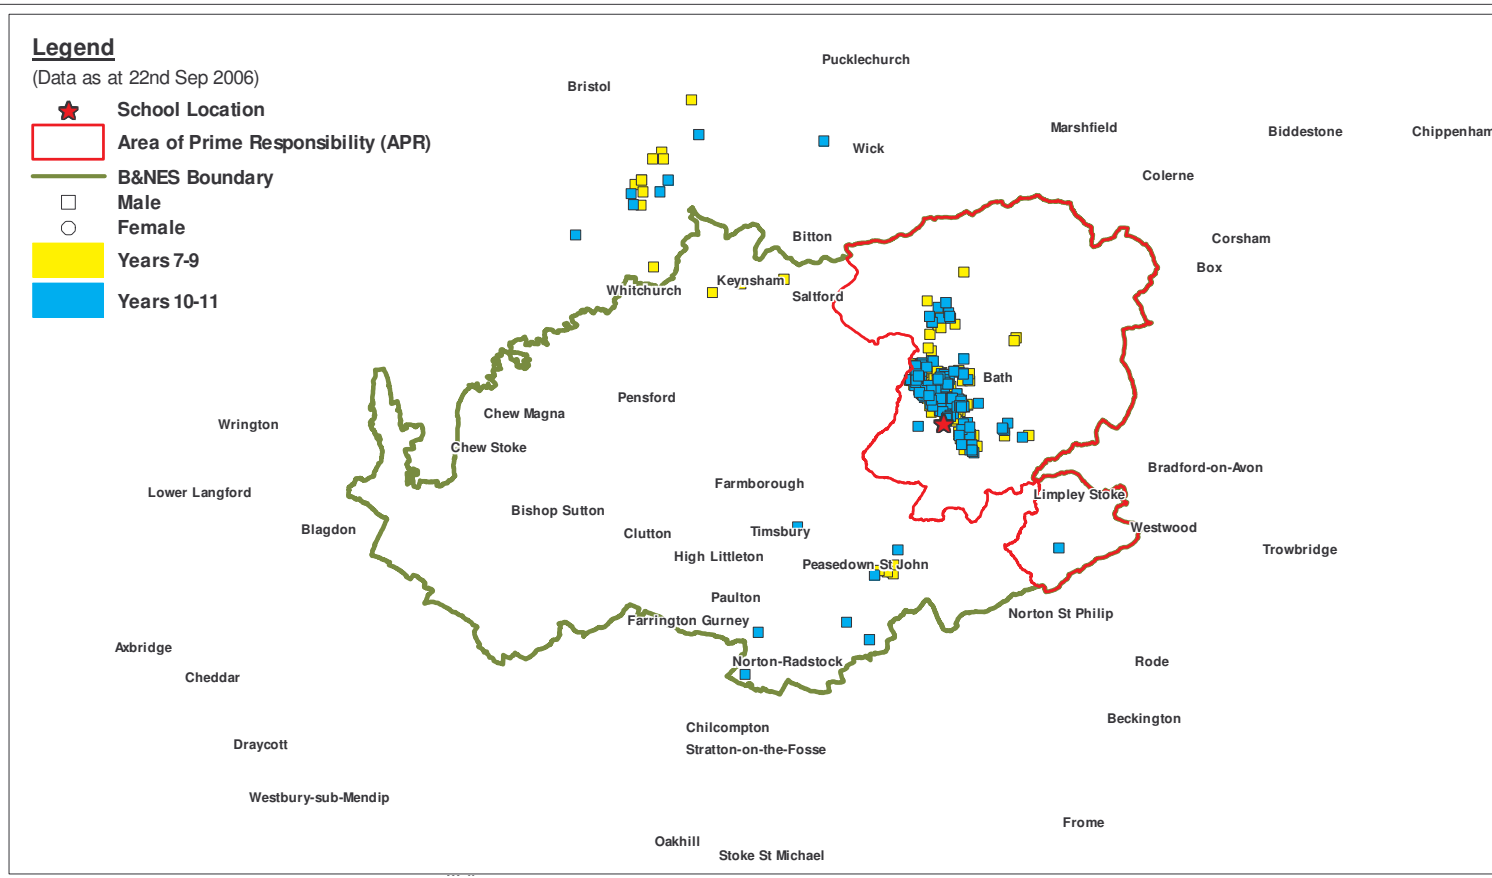 Legend
(Data as at 22nd Sep 2006)
School Location
Area of Prime Responsibility (APR)
B&NES Boundary
Male
Female
Years 7-9
Years 10-11
Pucklechurch
Bristol
Marshfield
Biddestone
Chippenham
Wick
Colerne
Bitton
Corsham
Box
Keynsham
Whitchurch
Saltford
Bath
Pensford
Chew Magna
Wrington
Chew Stoke
Bradford-on-Avon
Farmborough
Lower Langford
Limpley Stoke
Bishop Sutton
Blagdon
Clutton
Timsbury
Westwood
Trowbridge
High Littleton
Peasedown-St John
Paulton
Farrington Gurney
Norton St Philip
Axbridge
Norton-Radstock
Rode
Cheddar
Beckington
Chilcompton
Draycott
Stratton-on-the-Fosse
Westbury-sub-Mendip
Frome
Oakhill
Stoke St Michael